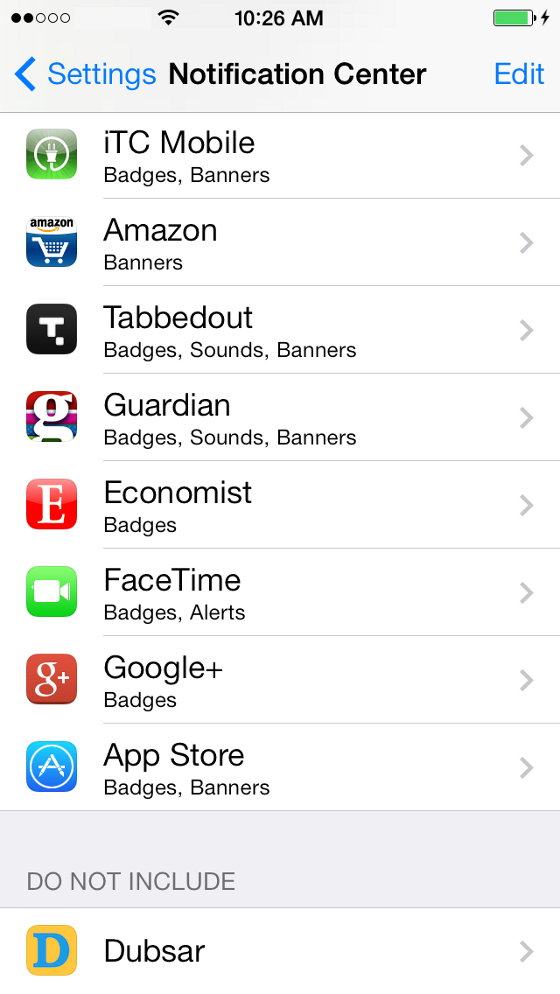 10:26 AM
Settings Notification Center Edit
iTC Mobile
Badges, Banners
amazon
Amazon
Banners
T.
Tabbedout
Badges, Sounds, Banners
g
Guardian
Badges, Sounds, Banners
E
Economist
Badges
FaceTime
Badges, Alerts
g+
Google+
Badges
App Store
Badges, Banners
DO NOT INCLUDE
D
Dubsar